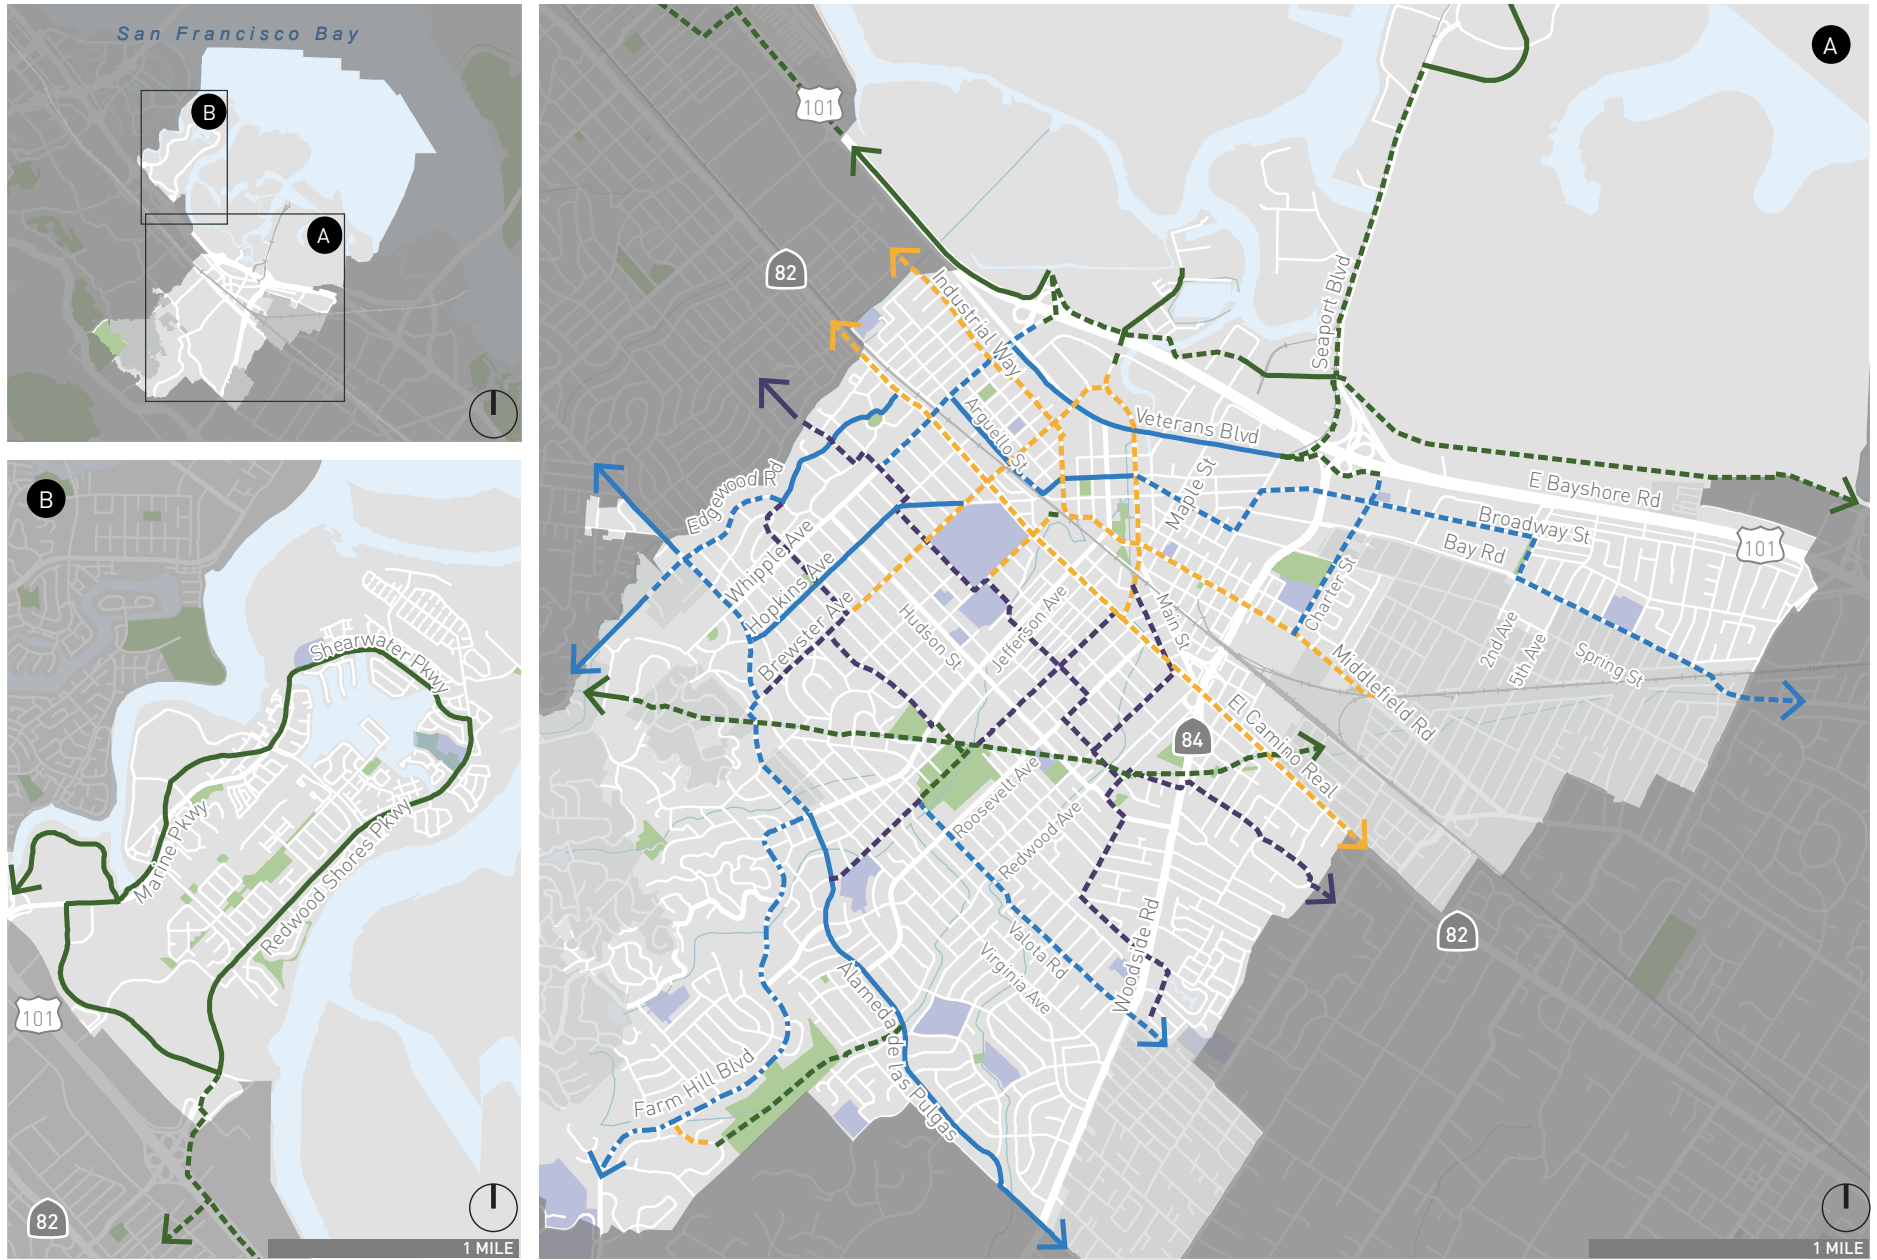 San Francisco Bay
B
A
B
Shearwater Pkwy
Marine Pkwy
Redwood Shores Pkwy
101
82
1 MILE
A
101
82
Industrial Way
Seaport Blvd
Arguello St
Veterans Blvd
Maple St
E Bayshore Rd
Broadway St
Bay Rd
101
Edgewood Rd
Whipple Ave
Hopkins Ave
Brewster Ave
Hudson St
Jefferson Ave
Main St
Charter St
2nd Ave
5th Ave
Spring St
Middlefield Rd
El Camino Real
84
Roosevelt Ave
Redwood Ave
Valota Rd
Virginia Ave
Woodside Rd
82
Alameda de las Pulgas
Farm Hill Blvd
1 MILE